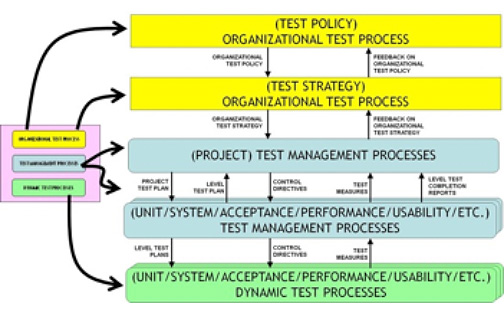 (TEST POLICY)
ORGANIZATIONAL TEST PROCESS
ORGANIZATIONAL
TEST POLICY
FEEDBACK ON
ORGANIZATIONAL
TEST POLICY
(TEST STRATEGY)
ORGANIZATIONAL TEST PROCESS
ORGANIZATIONAL
TEST STRATEGY
FEEDBACK ON
ORGANIZATIONAL
TEST STRATEGY
ORGANIZATIONAL TEST PROCESS
TEST MANAGEMENT PROCESSES
DYNAMIC TEST PROCESSES
(PROJECT) TEST MANAGEMENT PROCESSES
PROJECT
TEST PLAN
LEVEL
TEST PLAN
CONTROL
DIRECTIVES
TEST
MEASURES
LEVEL TEST
COMPLETION
REPORTS
(UNIT/SYSTEM/ACCEPTANCE/PERFORMANCE/USABILITY/ETC.)
TEST MANAGEMENT PROCESSES
LEVEL TEST
PLANS
CONTROL
DIRECTIVES
TEST
MEASURES
(UNIT/SYSTEM/ACCEPTANCE/PERFORMANCE/USABILITY/ETC.)
DYNAMIC TEST PROCESSES